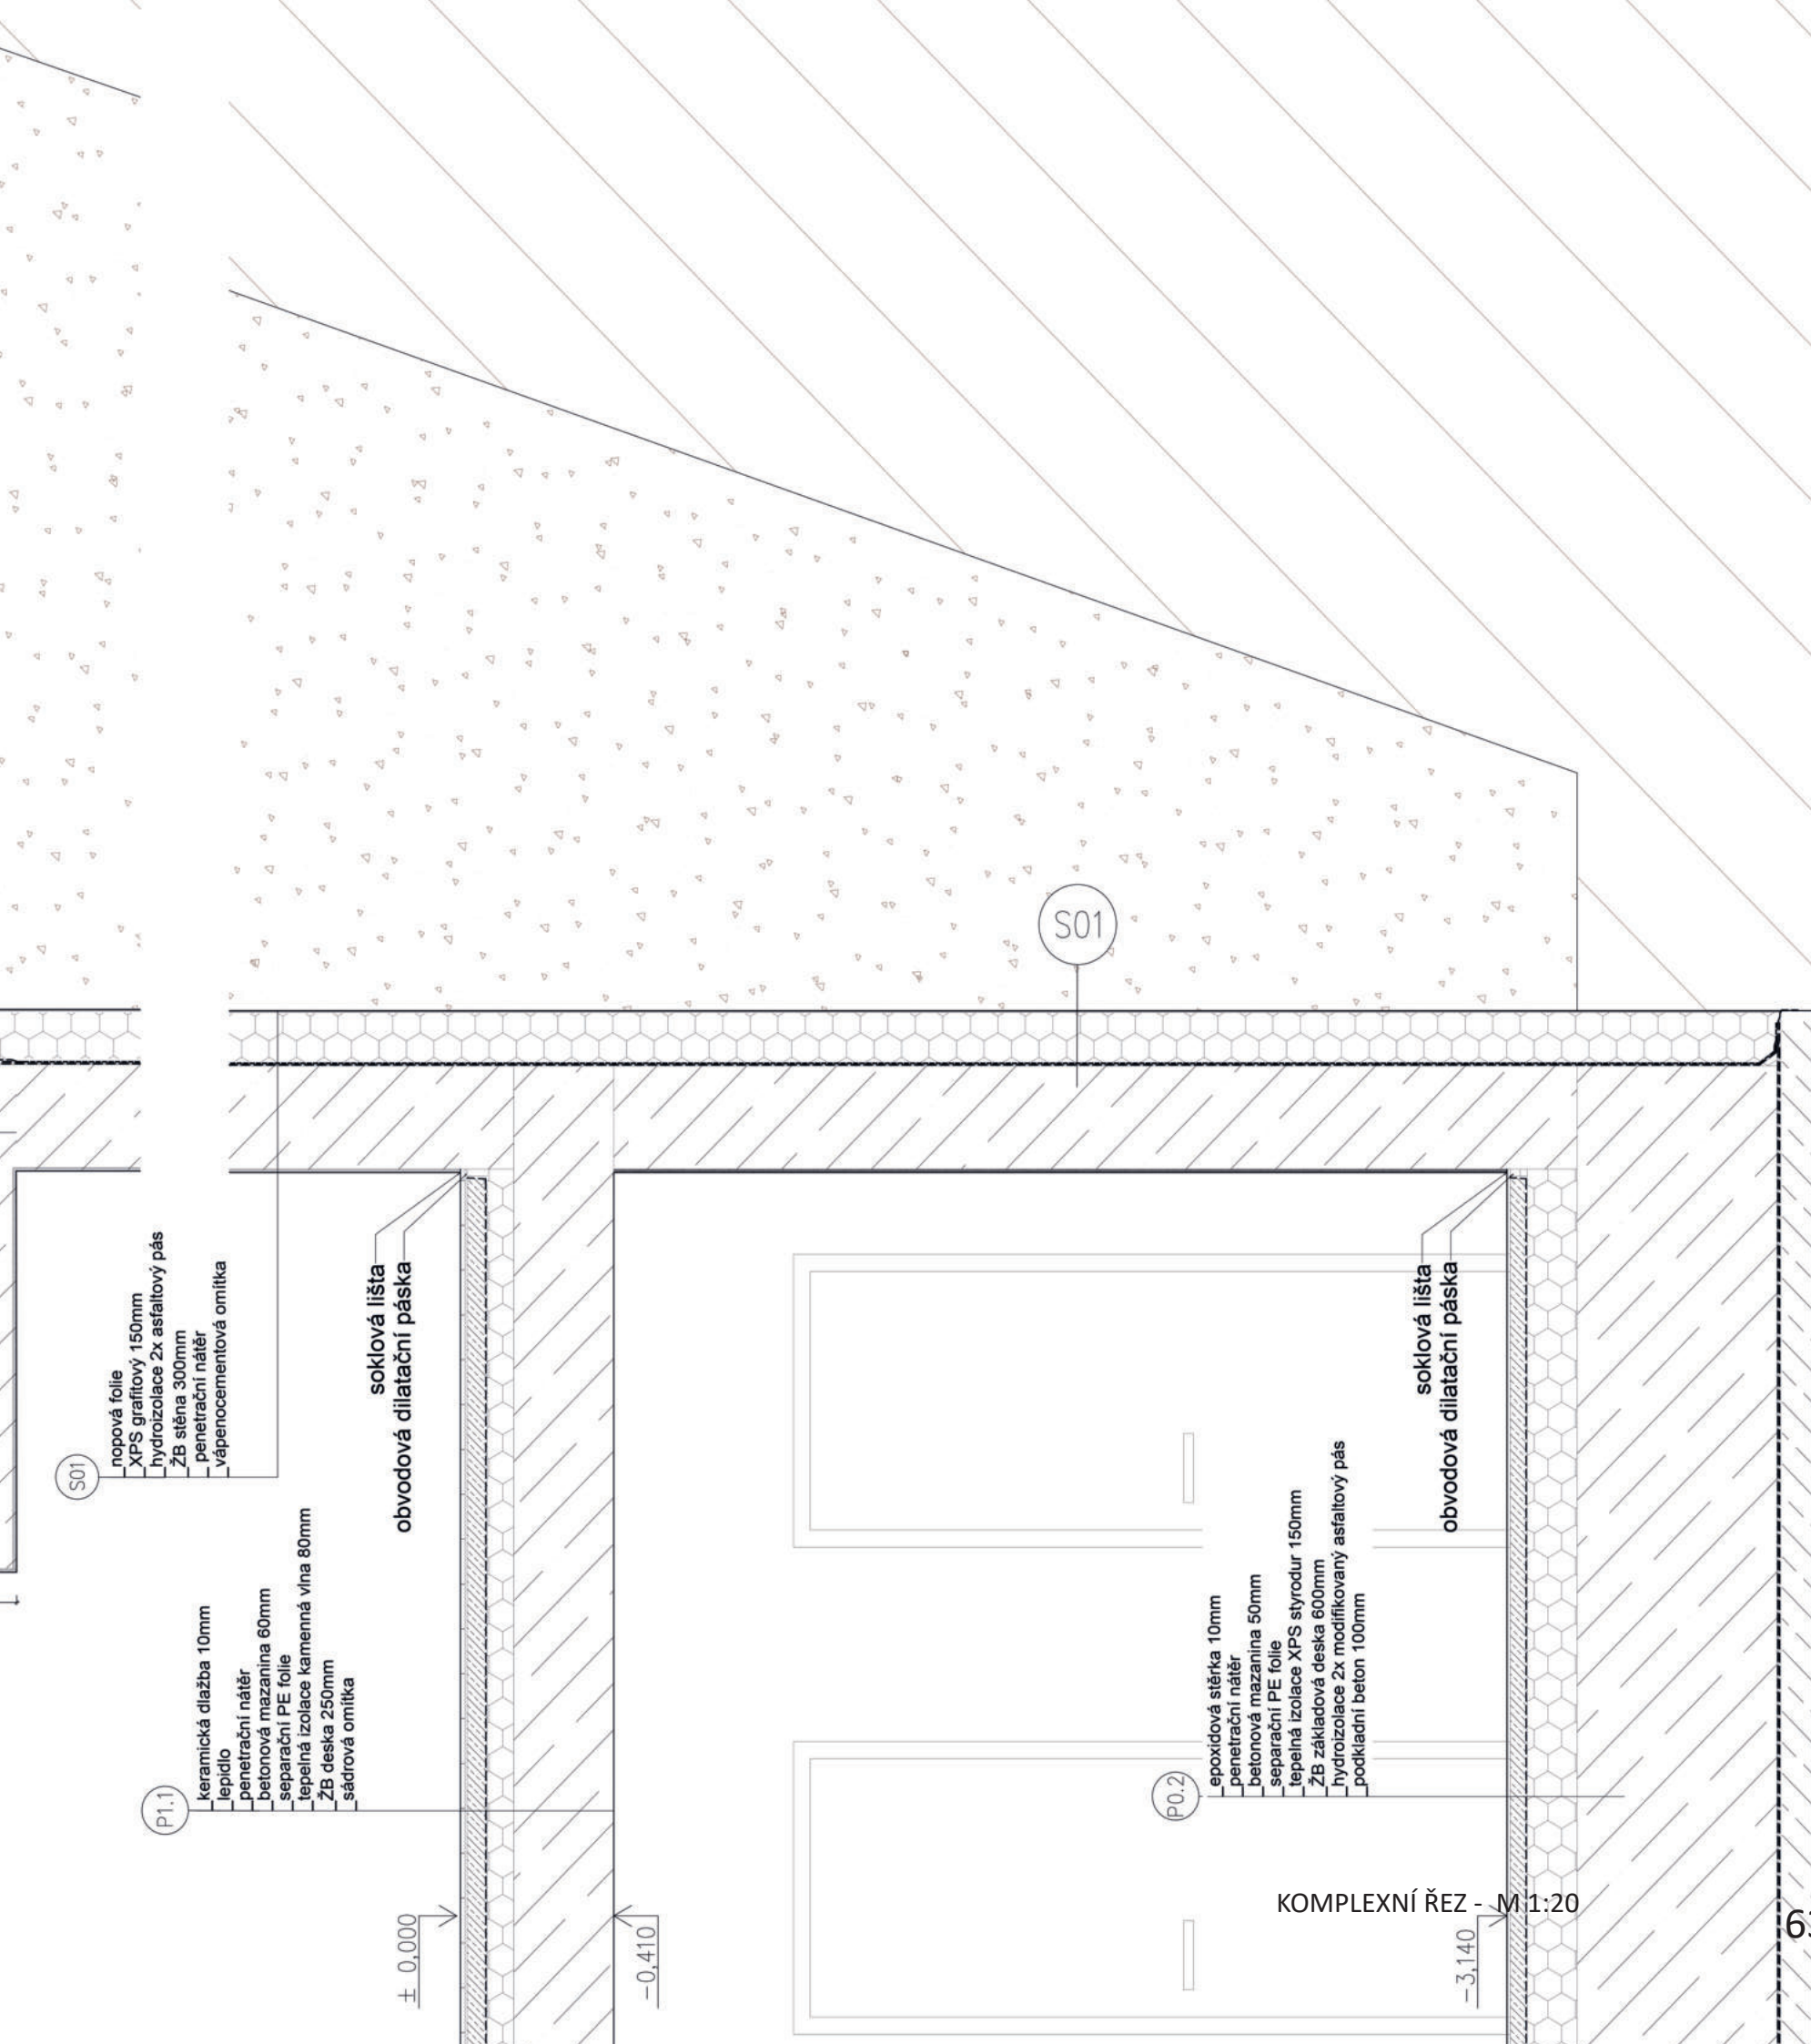 S01
S01
nopová folie
XPS grafitový 150mm
hydroizolace 2x asfaltový pás
ŽB stěna 300mm
penetrační nátěr
vápenocementová omítka
soklová lišta
obvodová dilatační páska
P1.1
keramická dlažba 10mm
lepidlo
penetrační nátěr
betonová mazanina 60mm
separační PE folie
tepelná izolace kamenná vlna 80mm
ŽB deska 250mm
sádrová omítka
± 0,000
-0,410
soklová lišta
obvodová dilatační páska
P0.2
epoxidová stěrka 10mm
penetrační nátěr
betonová mazanina 50mm
separační PE folie
tepelná izolace XPS styrodur 150mm
ŽB základová deska 600mm
hydroizolace 2x modifikovaný asfaltový pás
podkladní beton 100mm
-3,140
KOMPLEXNÍ ŘEZ - M 1:20